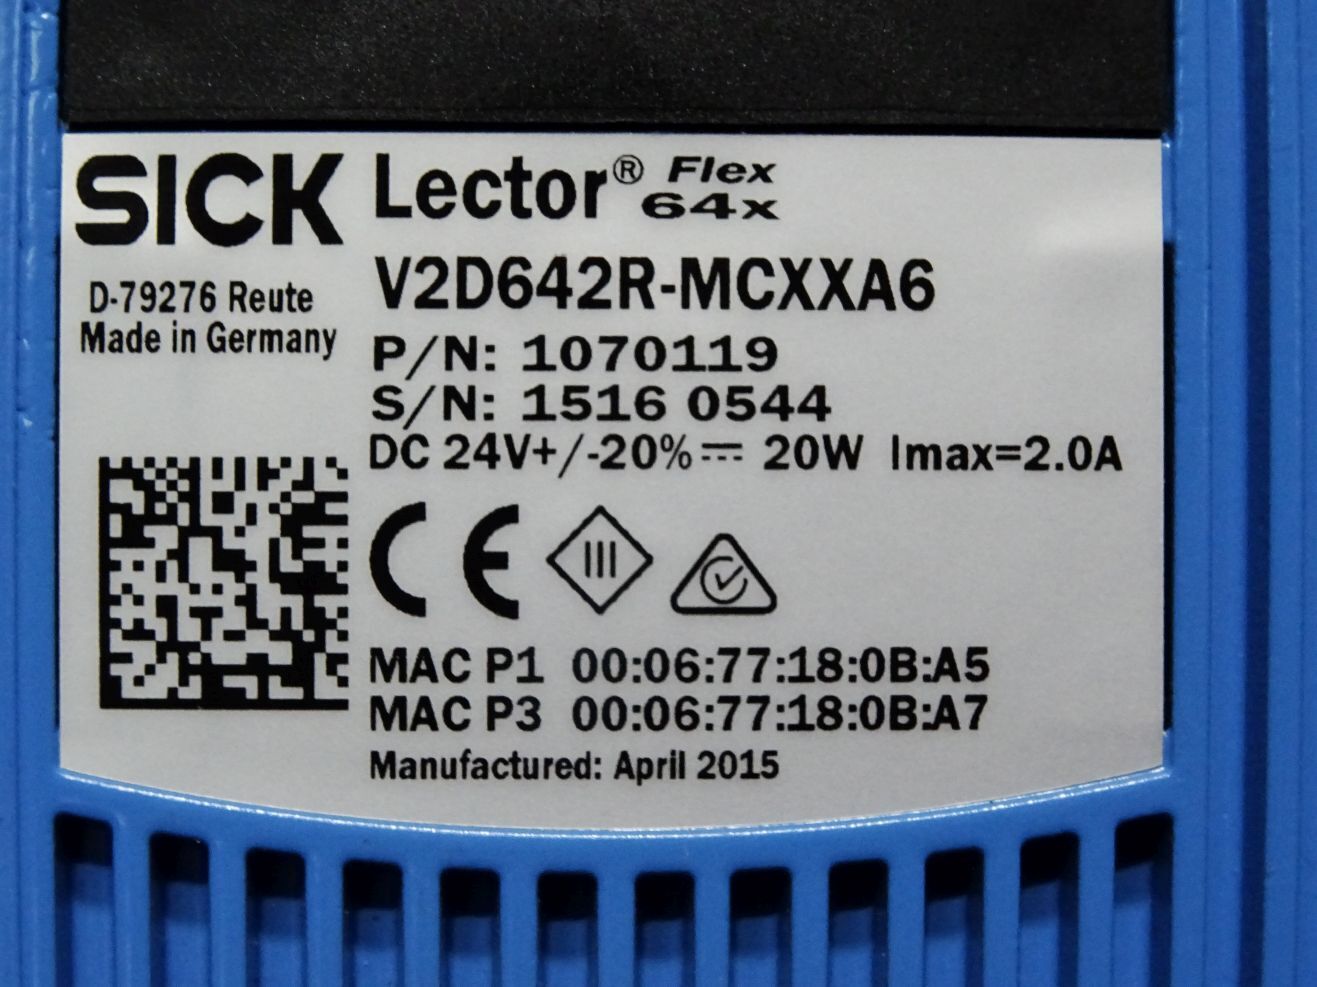 SICK
Lector® Flex 64x
D-79276 Reute
Made in Germany
V2D642R-MCXXA6
P/N: 1070119
S/N: 1516 0544
DC 24V+/-20%⎓ 20W Imax=2.0A
CE
III
MAC P1 00:06:77:18:0B:A5
MAC P3 00:06:77:18:0B:A7
Manufactured: April 2015